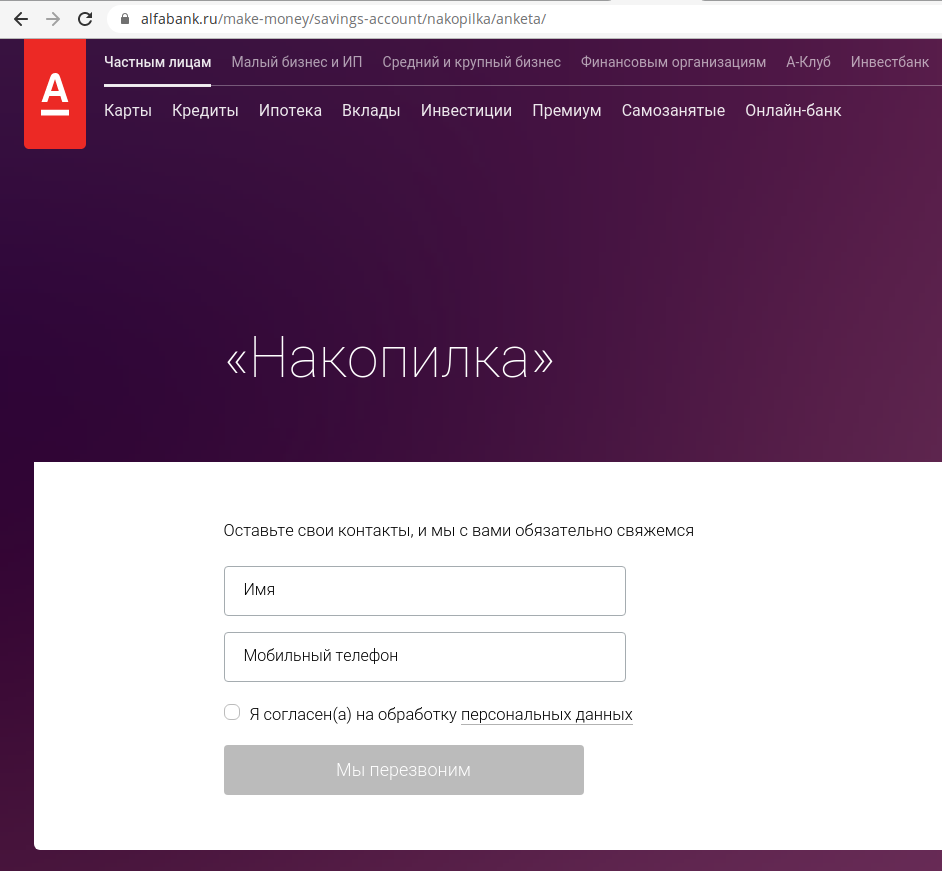 alfabank.ru/make-money/savings-account/nakopilka/anketa/
А
Частным лицам Малый бизнес и ИП Средний и крупный бизнес Финансовым организациям А-Клуб Инвестбанк
Карты Кредиты Ипотека Вклады Инвестиции Премиум Самозанятые Онлайн-банк
«Накопилка»
Оставьте свои контакты, и мы с вами обязательно свяжемся
Имя
Мобильный телефон
Я согласен(а) на обработку персональных данных
Мы перезвоним